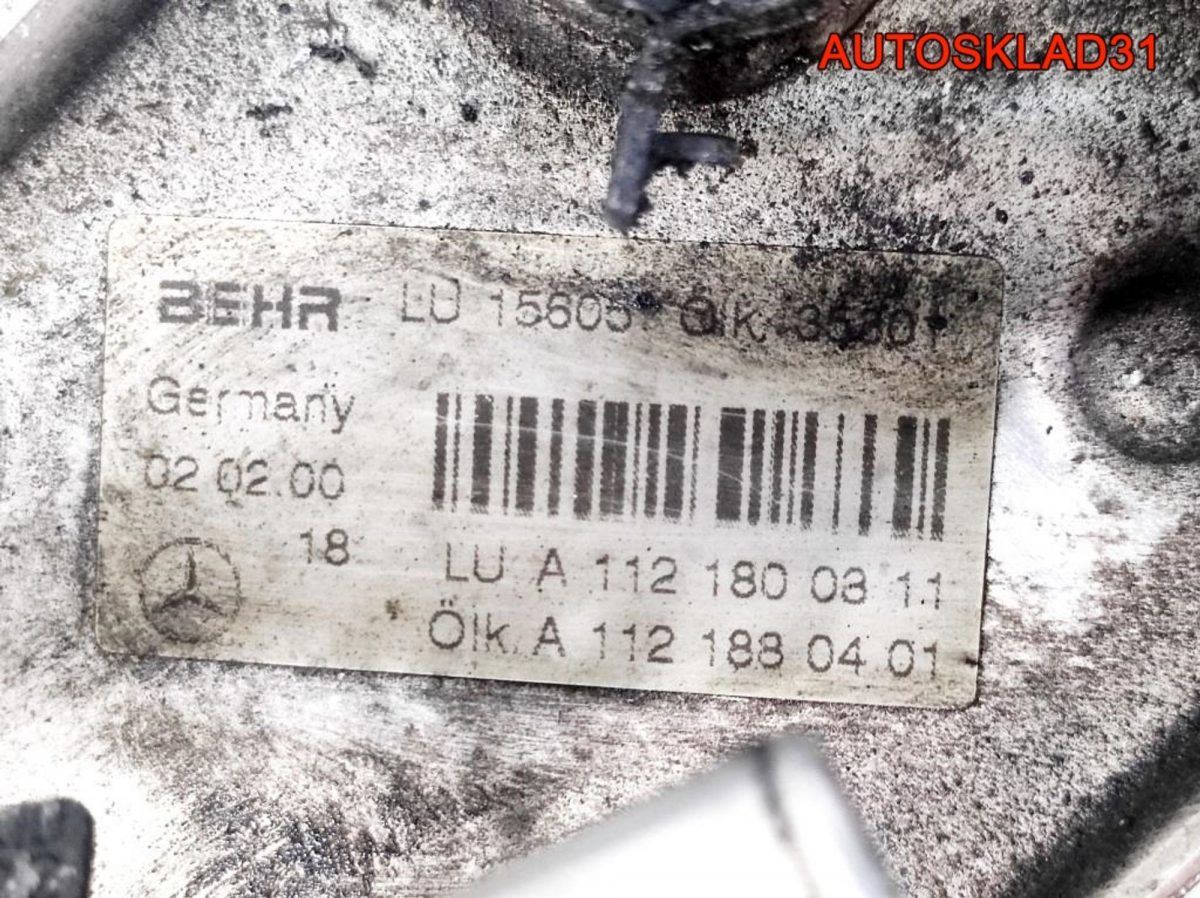 AUTOSKLAD31
BEHR LU 15605 Ölk.
Germany
02.02.00
18
LU A 112 180 03 11
Ölk. A 112 188 04 01